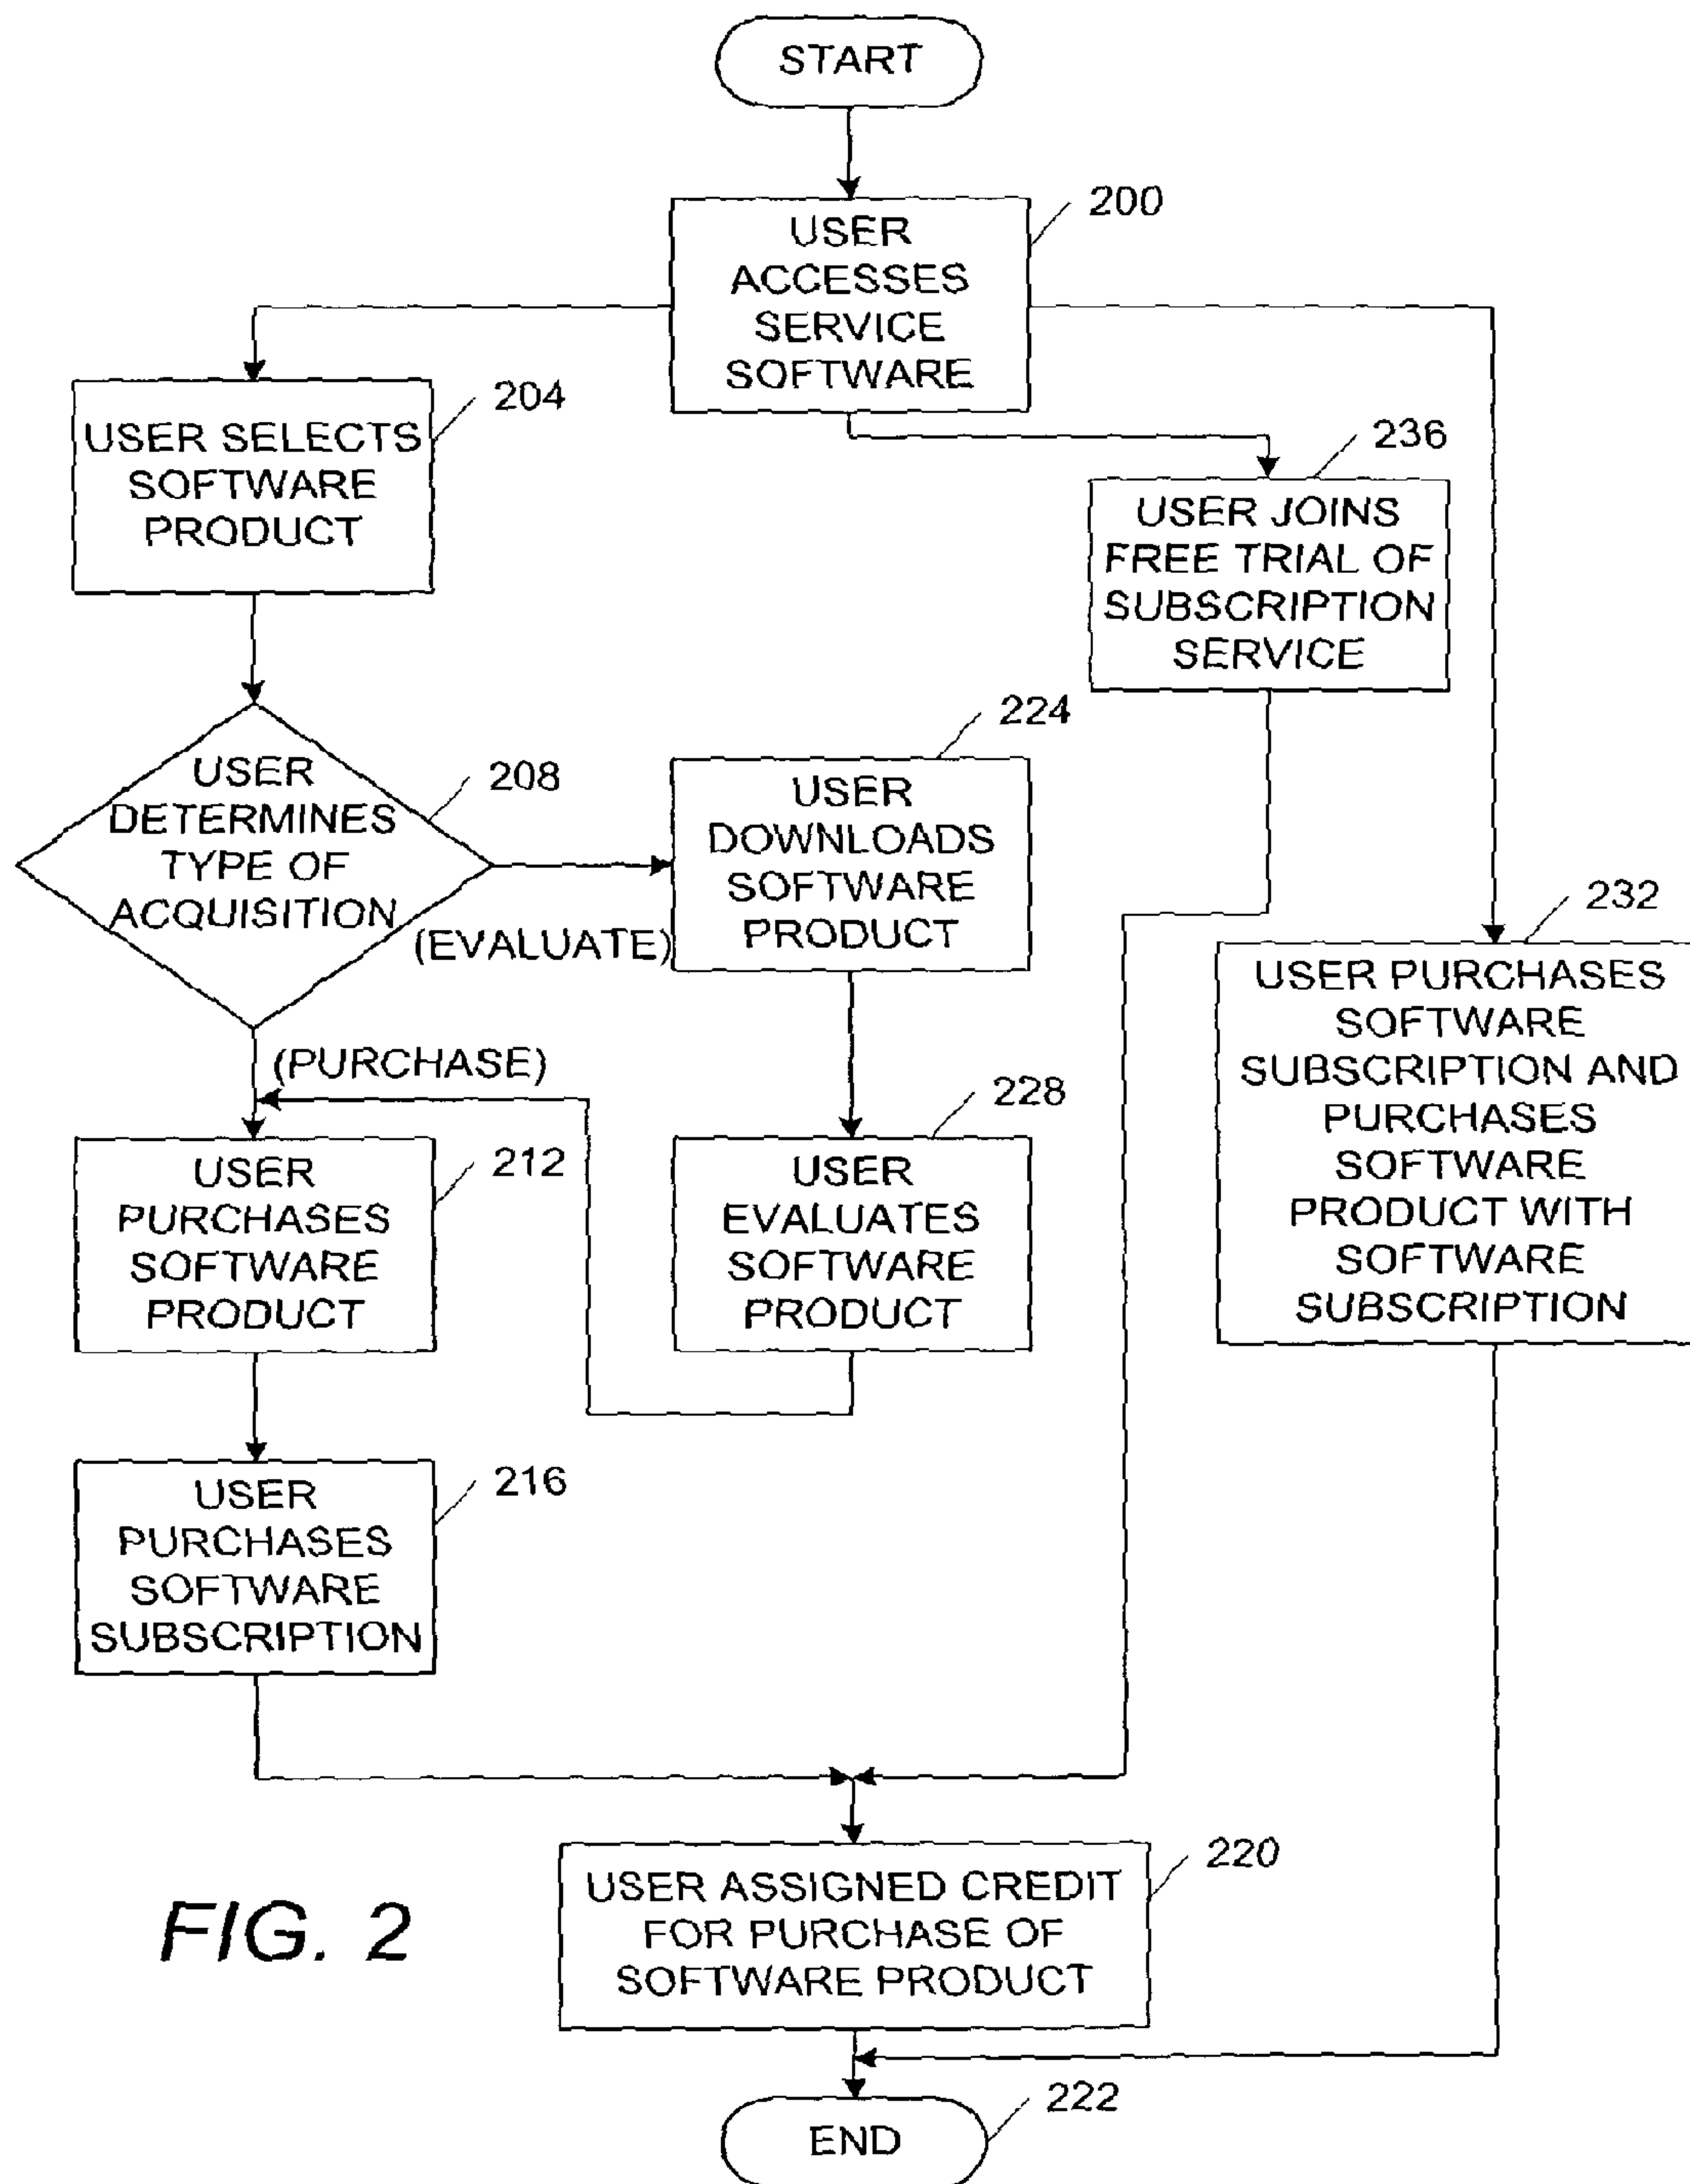 START
200
USER
ACCESSES
SERVICE
SOFTWARE
204
USER SELECTS
SOFTWARE
PRODUCT
236
USER JOINS
FREE TRIAL OF
SUBSCRIPTION
SERVICE
208
USER
DETERMINES
TYPE OF
ACQUISITION
(EVALUATE)
(PURCHASE)
224
USER
DOWNLOADS
SOFTWARE
PRODUCT
232
USER PURCHASES
SOFTWARE
SUBSCRIPTION AND
PURCHASES
SOFTWARE
PRODUCT WITH
SOFTWARE
SUBSCRIPTION
212
USER
PURCHASES
SOFTWARE
PRODUCT
228
USER
EVALUATES
SOFTWARE
PRODUCT
216
USER
PURCHASES
SOFTWARE
SUBSCRIPTION
220
USER ASSIGNED CREDIT
FOR PURCHASE OF
SOFTWARE PRODUCT
FIG. 2
222
END